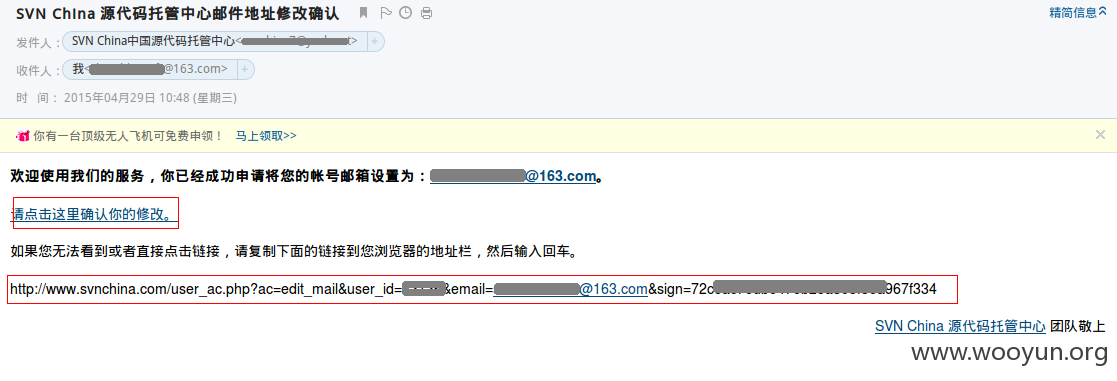 SVN China 源代码托管中心邮件地址修改确认
精简信息
发件人： SVN China中国源代码托管中心< > +
收件人： 我< @163.com> +
时 间： 2015年04月29日 10:48 (星期三)
你有一台顶级无人飞机可免费申领！ 马上领取>>
欢迎使用我们的服务，你已经成功申请将您的帐号邮箱设置为： @163.com。
请点击这里确认你的修改。
如果您无法看到或者直接点击链接，请复制下面的链接到您浏览器的地址栏，然后输入回车。
http://www.svnchina.com/user_ac.php?ac=edit_mail&user_id= &email= @163.com&sign=72c 967f334
SVN China 源代码托管中心 团队敬上
www.wooyun.org